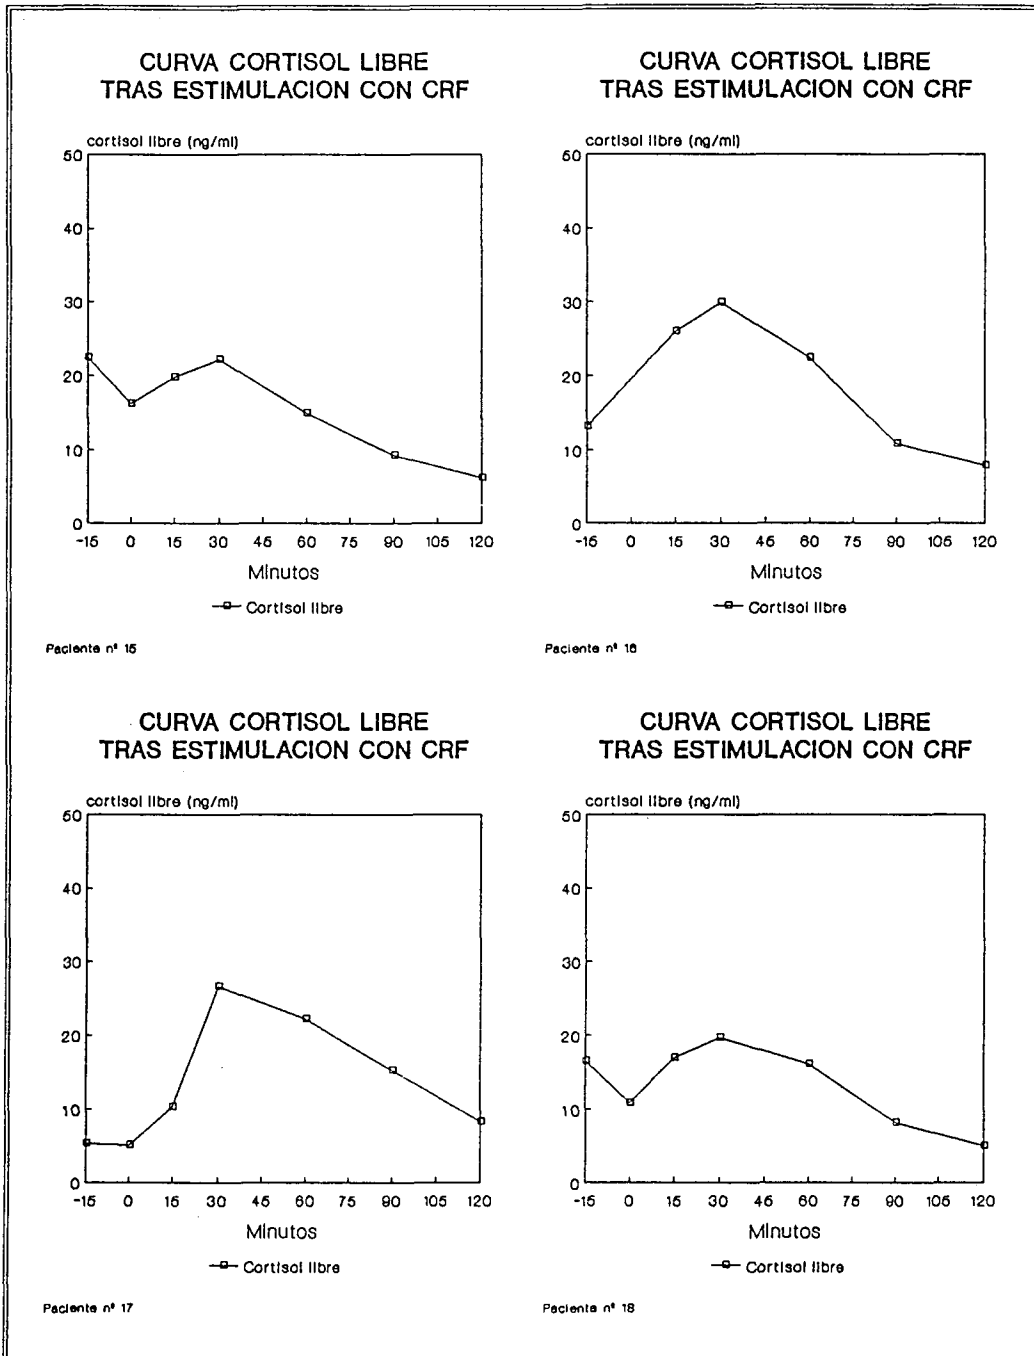 CURVA CORTISOL LIBRE
TRAS ESTIMULACION CON CRF
cortisol libre (ng/ml)
50
40
30
20
10
0
-15 0 15 30 45 60 75 90 105 120
Minutos
Cortisol libre
Paciente nº 15
CURVA CORTISOL LIBRE
TRAS ESTIMULACION CON CRF
cortisol libre (ng/ml)
50
40
30
20
10
0
-15 0 15 30 45 60 75 90 105 120
Minutos
Cortisol libre
Paciente nº 16
CURVA CORTISOL LIBRE
TRAS ESTIMULACION CON CRF
cortisol libre (ng/ml)
50
40
30
20
10
0
-15 0 15 30 45 60 75 90 105 120
Minutos
Cortisol libre
Paciente nº 17
CURVA CORTISOL LIBRE
TRAS ESTIMULACION CON CRF
cortisol libre (ng/ml)
50
40
30
20
10
0
-15 0 15 30 45 60 75 90 105 120
Minutos
Cortisol libre
Paciente nº 18